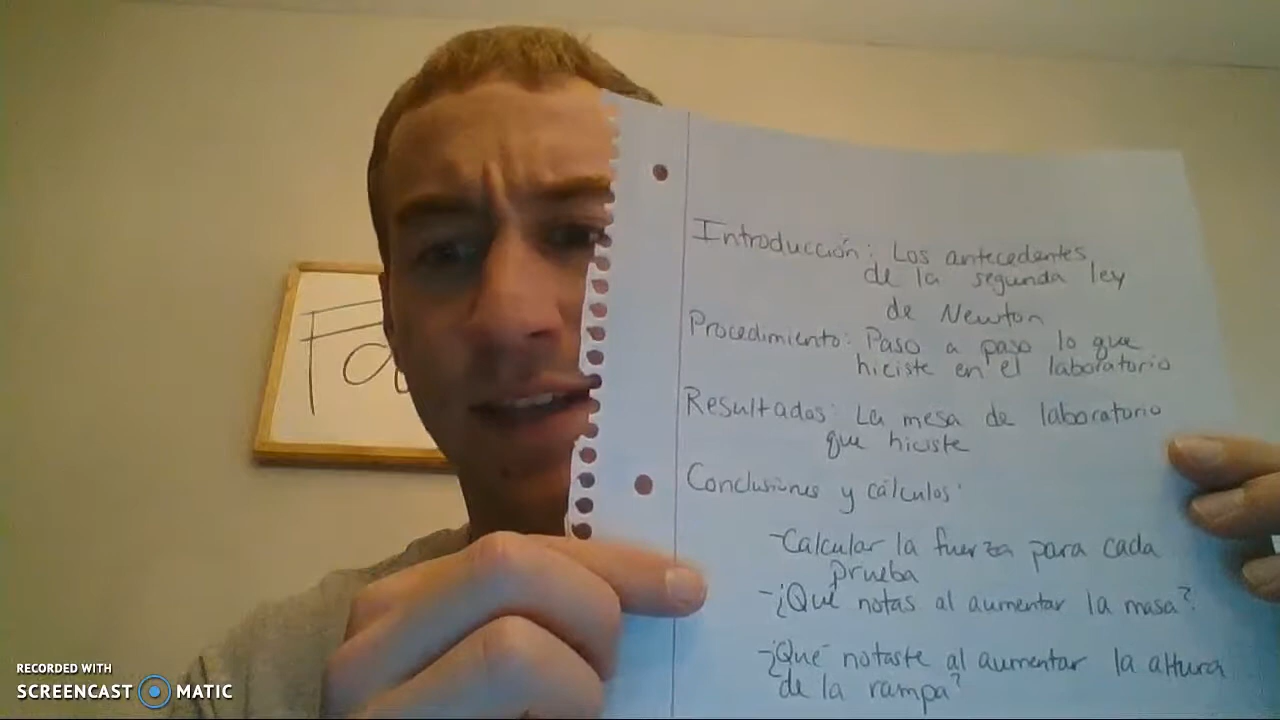 Fa
Introducción: Los antecedentes
de la segunda ley
de Newton
Procedimiento: Paso a paso lo que
hiciste en el laboratorio
Resultados: La mesa de laboratorio
que hiciste
Conclusiones y cálculos:
-Calcular la fuerza para cada
prueba
-¿Qué notas al aumentar la masa?
-¿Qué notaste al aumentar la altura
de la rampa?
RECORDED WITH
SCREENCAST MATIC